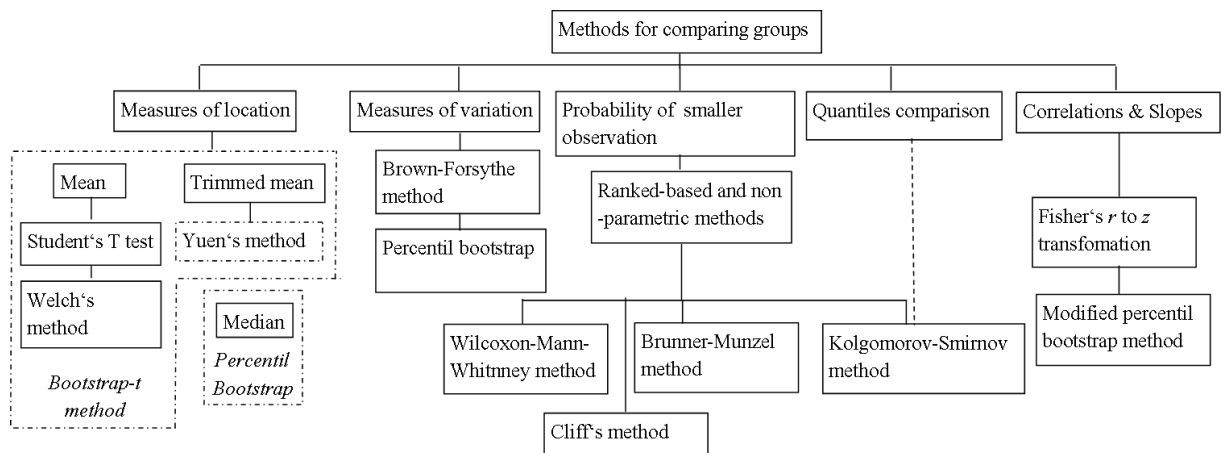 Methods for comparing groups
Measures of location
Measures of variation
Probability of smaller
observation
Quantiles comparison
Correlations & Slopes
Mean
Trimmed mean
Student‘s T test
Yuen‘s method
Welch‘s
method
Median
Percentil
Bootstrap
Bootstrap-t
method
Brown-Forsythe
method
Percentil bootstrap
Ranked-based and non
-parametric methods
Wilcoxon-Mann-
Whitnney method
Brunner-Munzel
method
Kolgomorov-Smirnov
method
Cliff‘s method
Fisher‘s r to z
transfomation
Modified percentil
bootstrap method